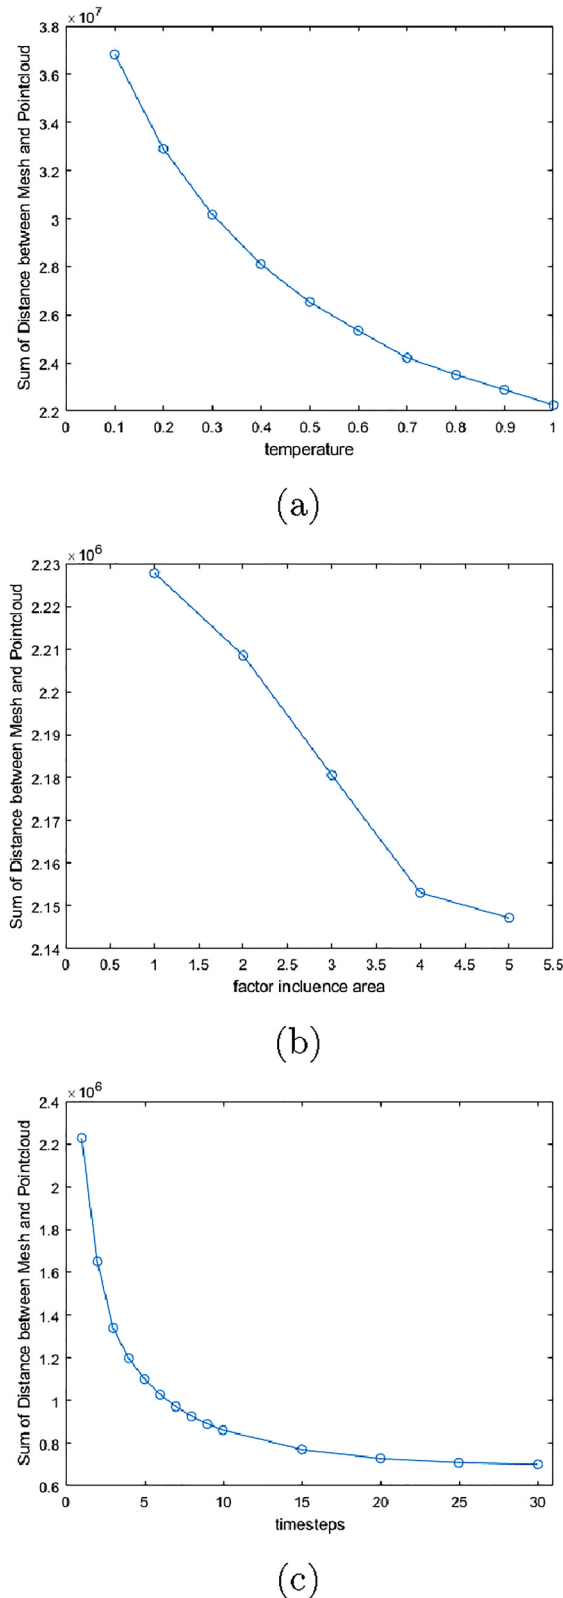 ×10⁷
3.8
3.6
3.4
3.2
3
2.8
2.6
2.4
2.2
Sum of Distance between Mesh and Pointcloud
0 0.1 0.2 0.3 0.4 0.5 0.6 0.7 0.8 0.9 1
temperature
(a)
×10⁶
2.23
2.22
2.21
2.2
2.19
2.18
2.17
2.16
2.15
2.14
Sum of Distance between Mesh and Pointcloud
0 0.5 1 1.5 2 2.5 3 3.5 4 4.5 5 5.5
factor incluence area
(b)
×10⁶
2.4
2.2
2
1.8
1.6
1.4
1.2
1
0.8
0.6
Sum of Distance between Mesh and Pointcloud
0 5 10 15 20 25 30
timesteps
(c)